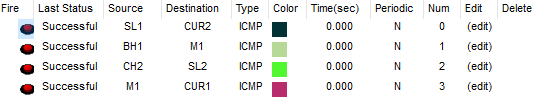 Fire Last Status Source Destination Type Color Time(sec) Periodic Num Edit Delete
Successful SL1 CUR2 ICMP 0.000 N 0 (edit)
Successful BH1 M1 ICMP 0.000 N 1 (edit)
Successful CH2 SL2 ICMP 0.000 N 2 (edit)
Successful M1 CUR1 ICMP 0.000 N 3 (edit)